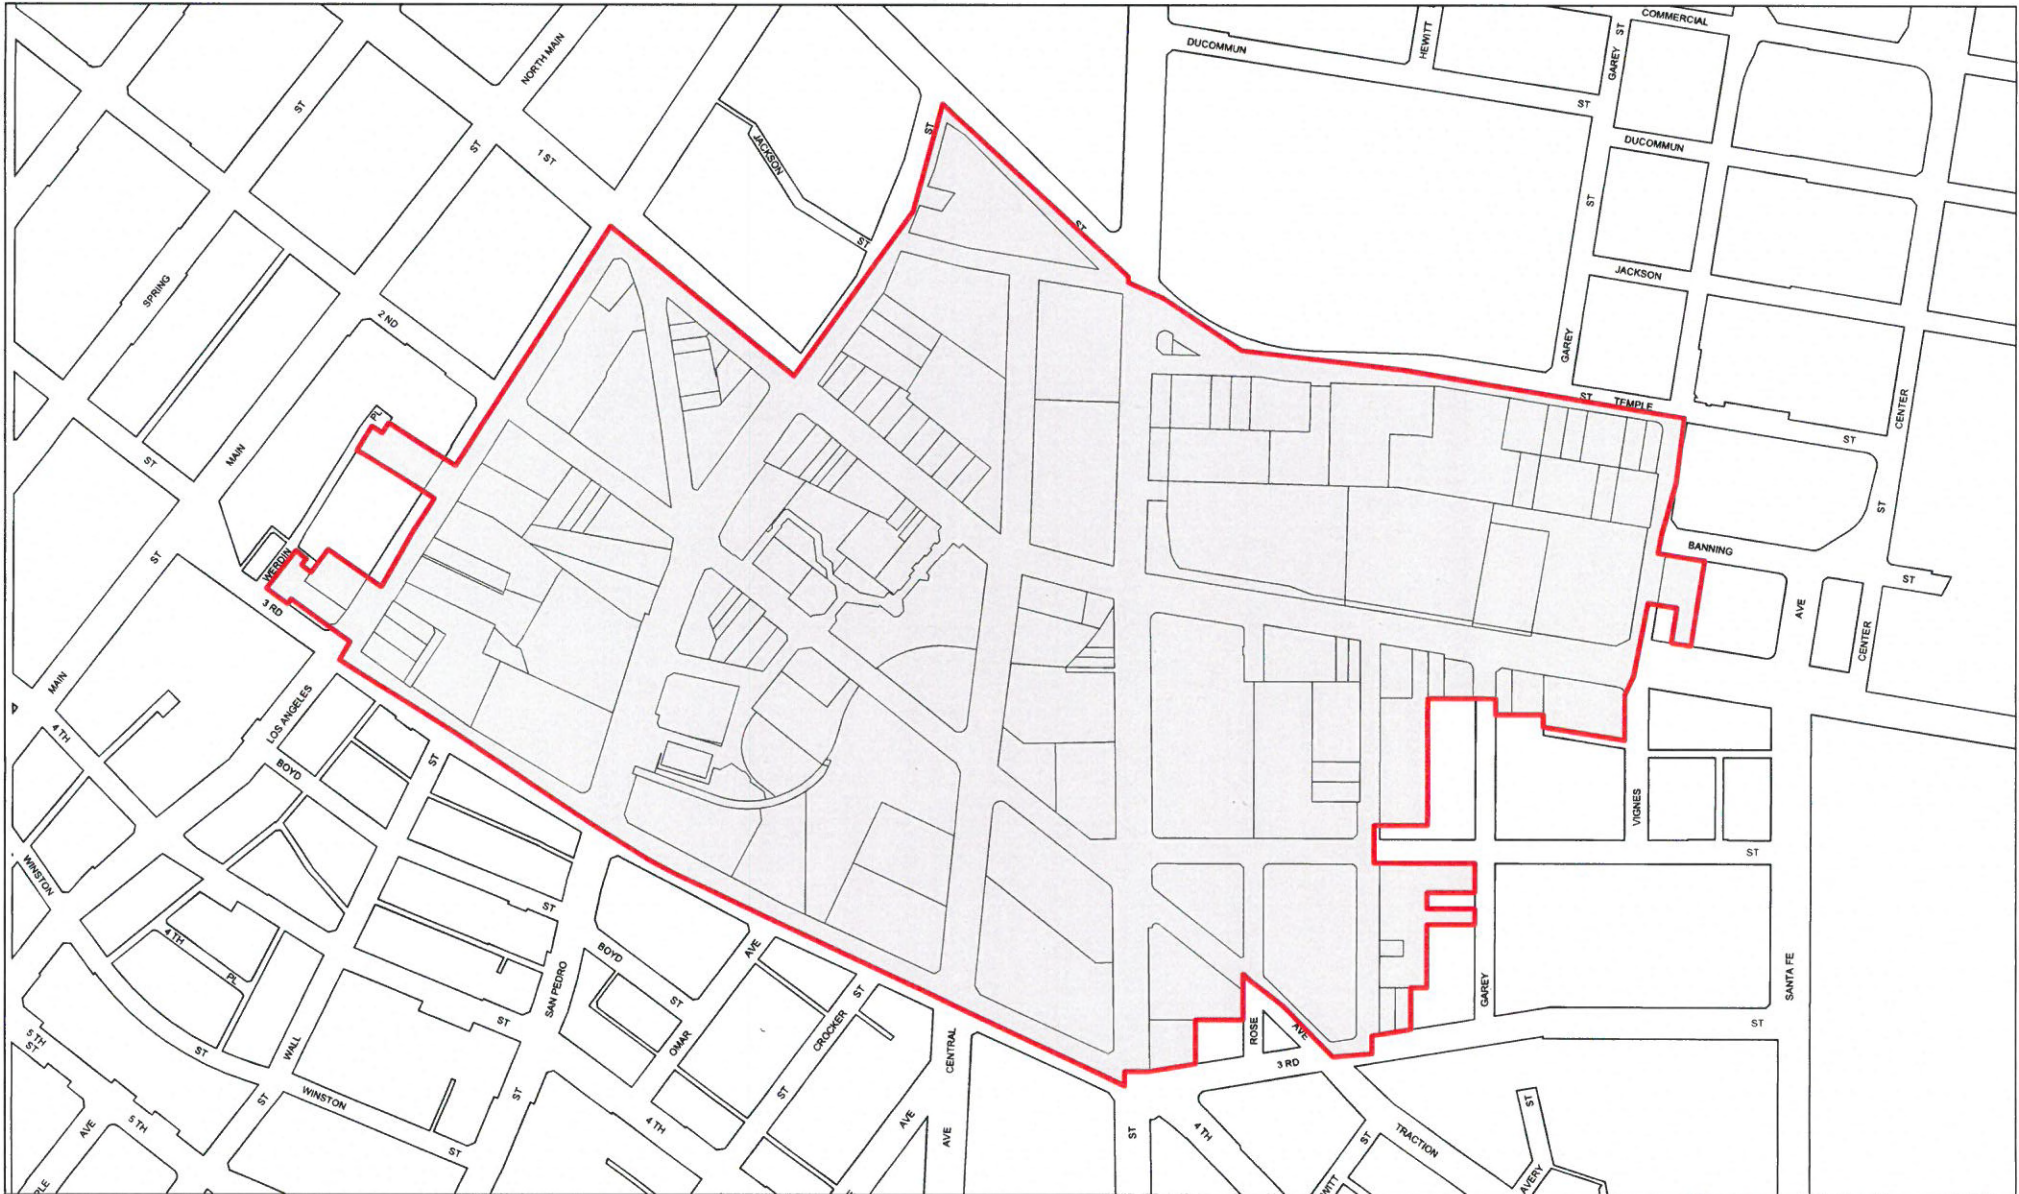 COMMERCIAL
HEWITT
GAREY ST
NORTH MAIN
DUCOMMUN
ST
ST
ST
ST
DUCOMMUN
1 ST
JACKSON
ST
ST
ST
JACKSON
SPRING
2 ND
GAREY
ST
TEMPLE
CENTER
PL
ST
MAIN
ST
ST
WERDIN
BANNING
ST
ST
3 RD
AVE
CENTER
MAIN
LOS ANGELES
4 TH
ST
BOYD
VIGNES
ST
WINSTON
ST
4 TH
PL
BOYD
AVE
SAN PEDRO
ST
ST
CROCKER
GAREY
SANTA FE
5 TH
ST
ST
WALL
ST
OMAR
CENTRAL
ROSE
AVE
3 RD
ST
ST
WINSTON
ST
ST
AVE
5 TH
ST
4 TH
AVE
AVE
ST
4 TH
ST
TRACTION
ST
AVERY